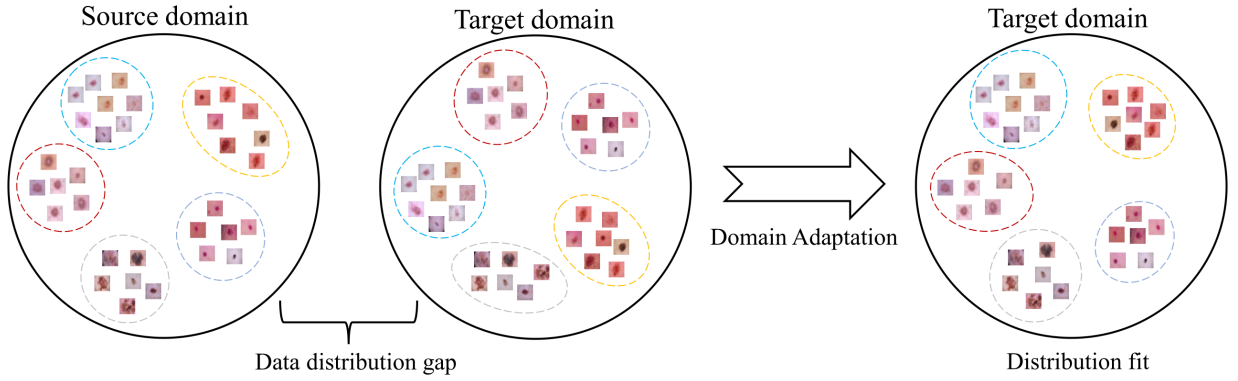 Source domain
Target domain
Target domain
Domain Adaptation
Data distribution gap
Distribution fit